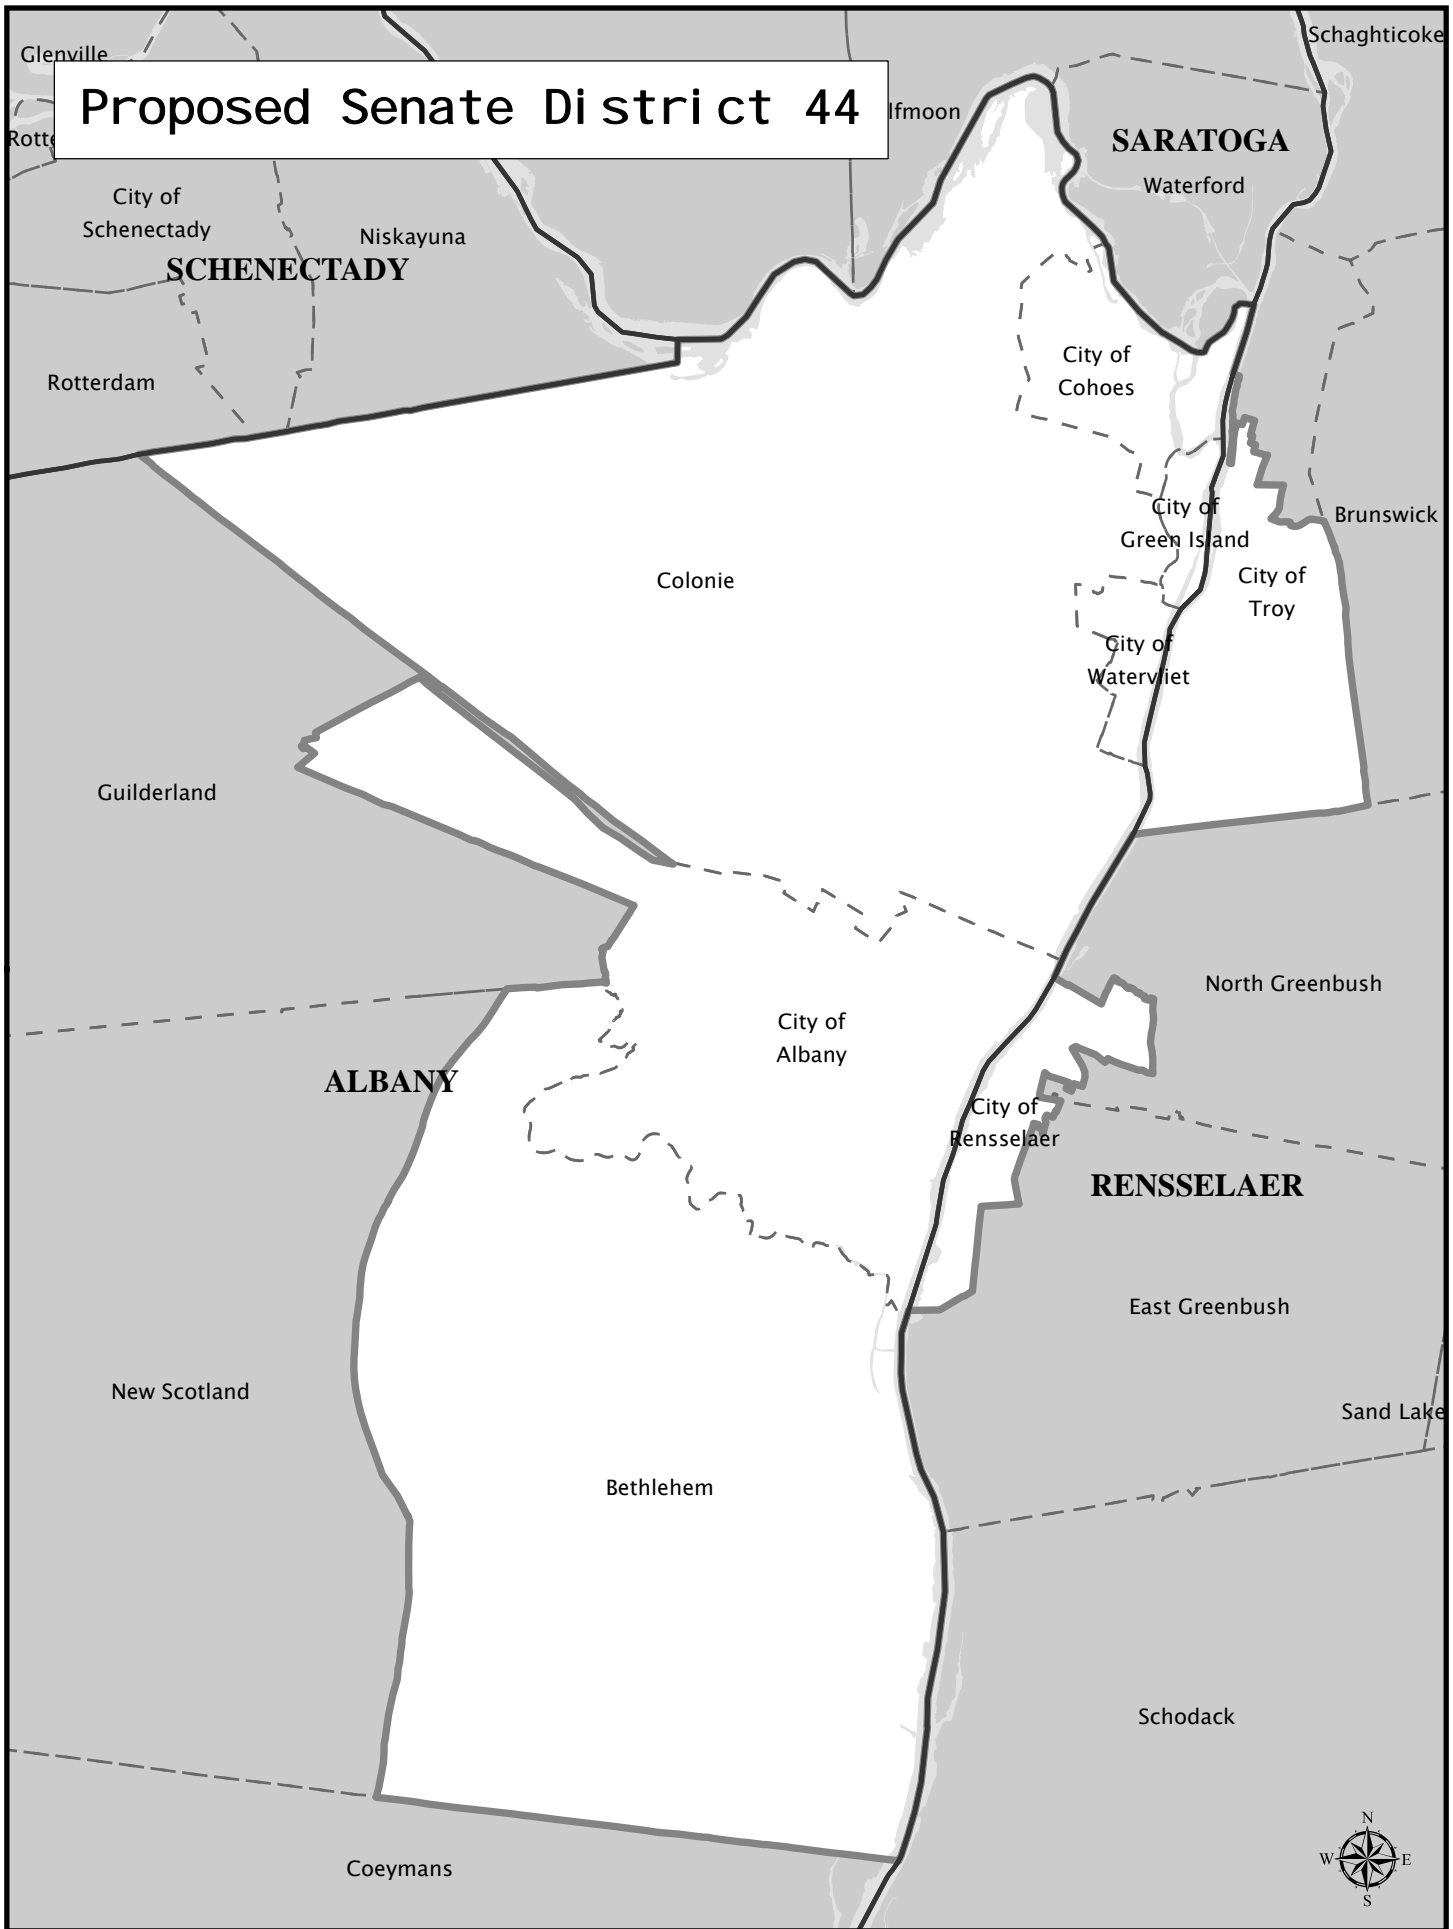 Schaghticoke
Glenville
Proposed Senate District 44
lfmoon
Rotte
SARATOGA
Waterford
City of
Schenectady
Niskayuna
SCHENECTADY
Rotterdam
City of
Cohoes
City of
Green Island
Brunswick
Colonie
City of
Troy
City of
Watervliet
Guilderland
North Greenbush
City of
Albany
ALBANY
City of
Rensselaer
RENSSELAER
East Greenbush
New Scotland
Sand Lake
Bethlehem
Schodack
Coeymans
N
W
E
S